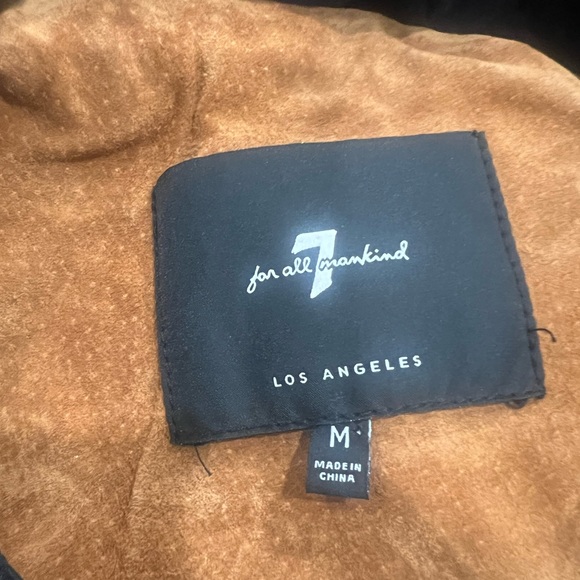 7
for all mankind
LOS ANGELES
M
MADE IN
CHINA